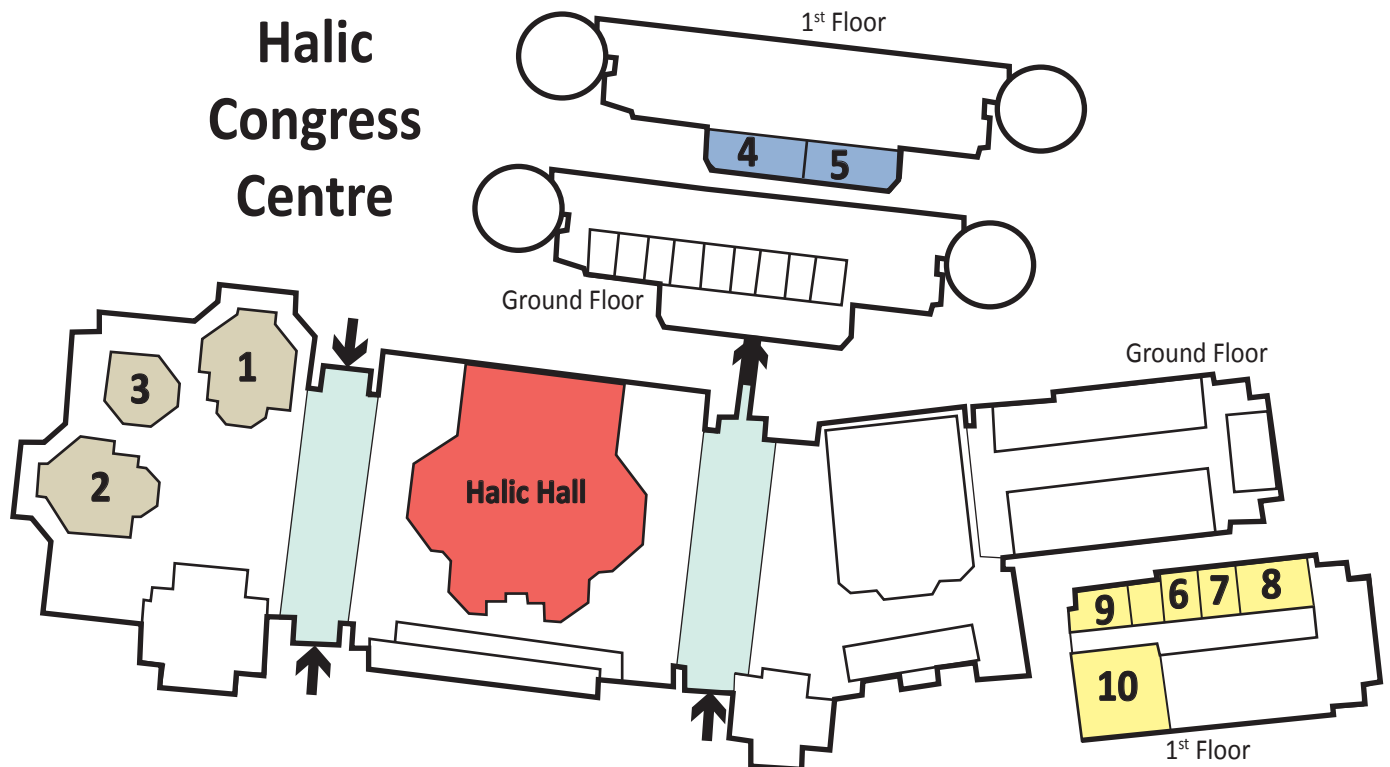 Halic
Congress
Centre
1st Floor
4
5
Ground Floor
1
3
2
Halic Hall
Ground Floor
9
6
7
8
10
1st Floor